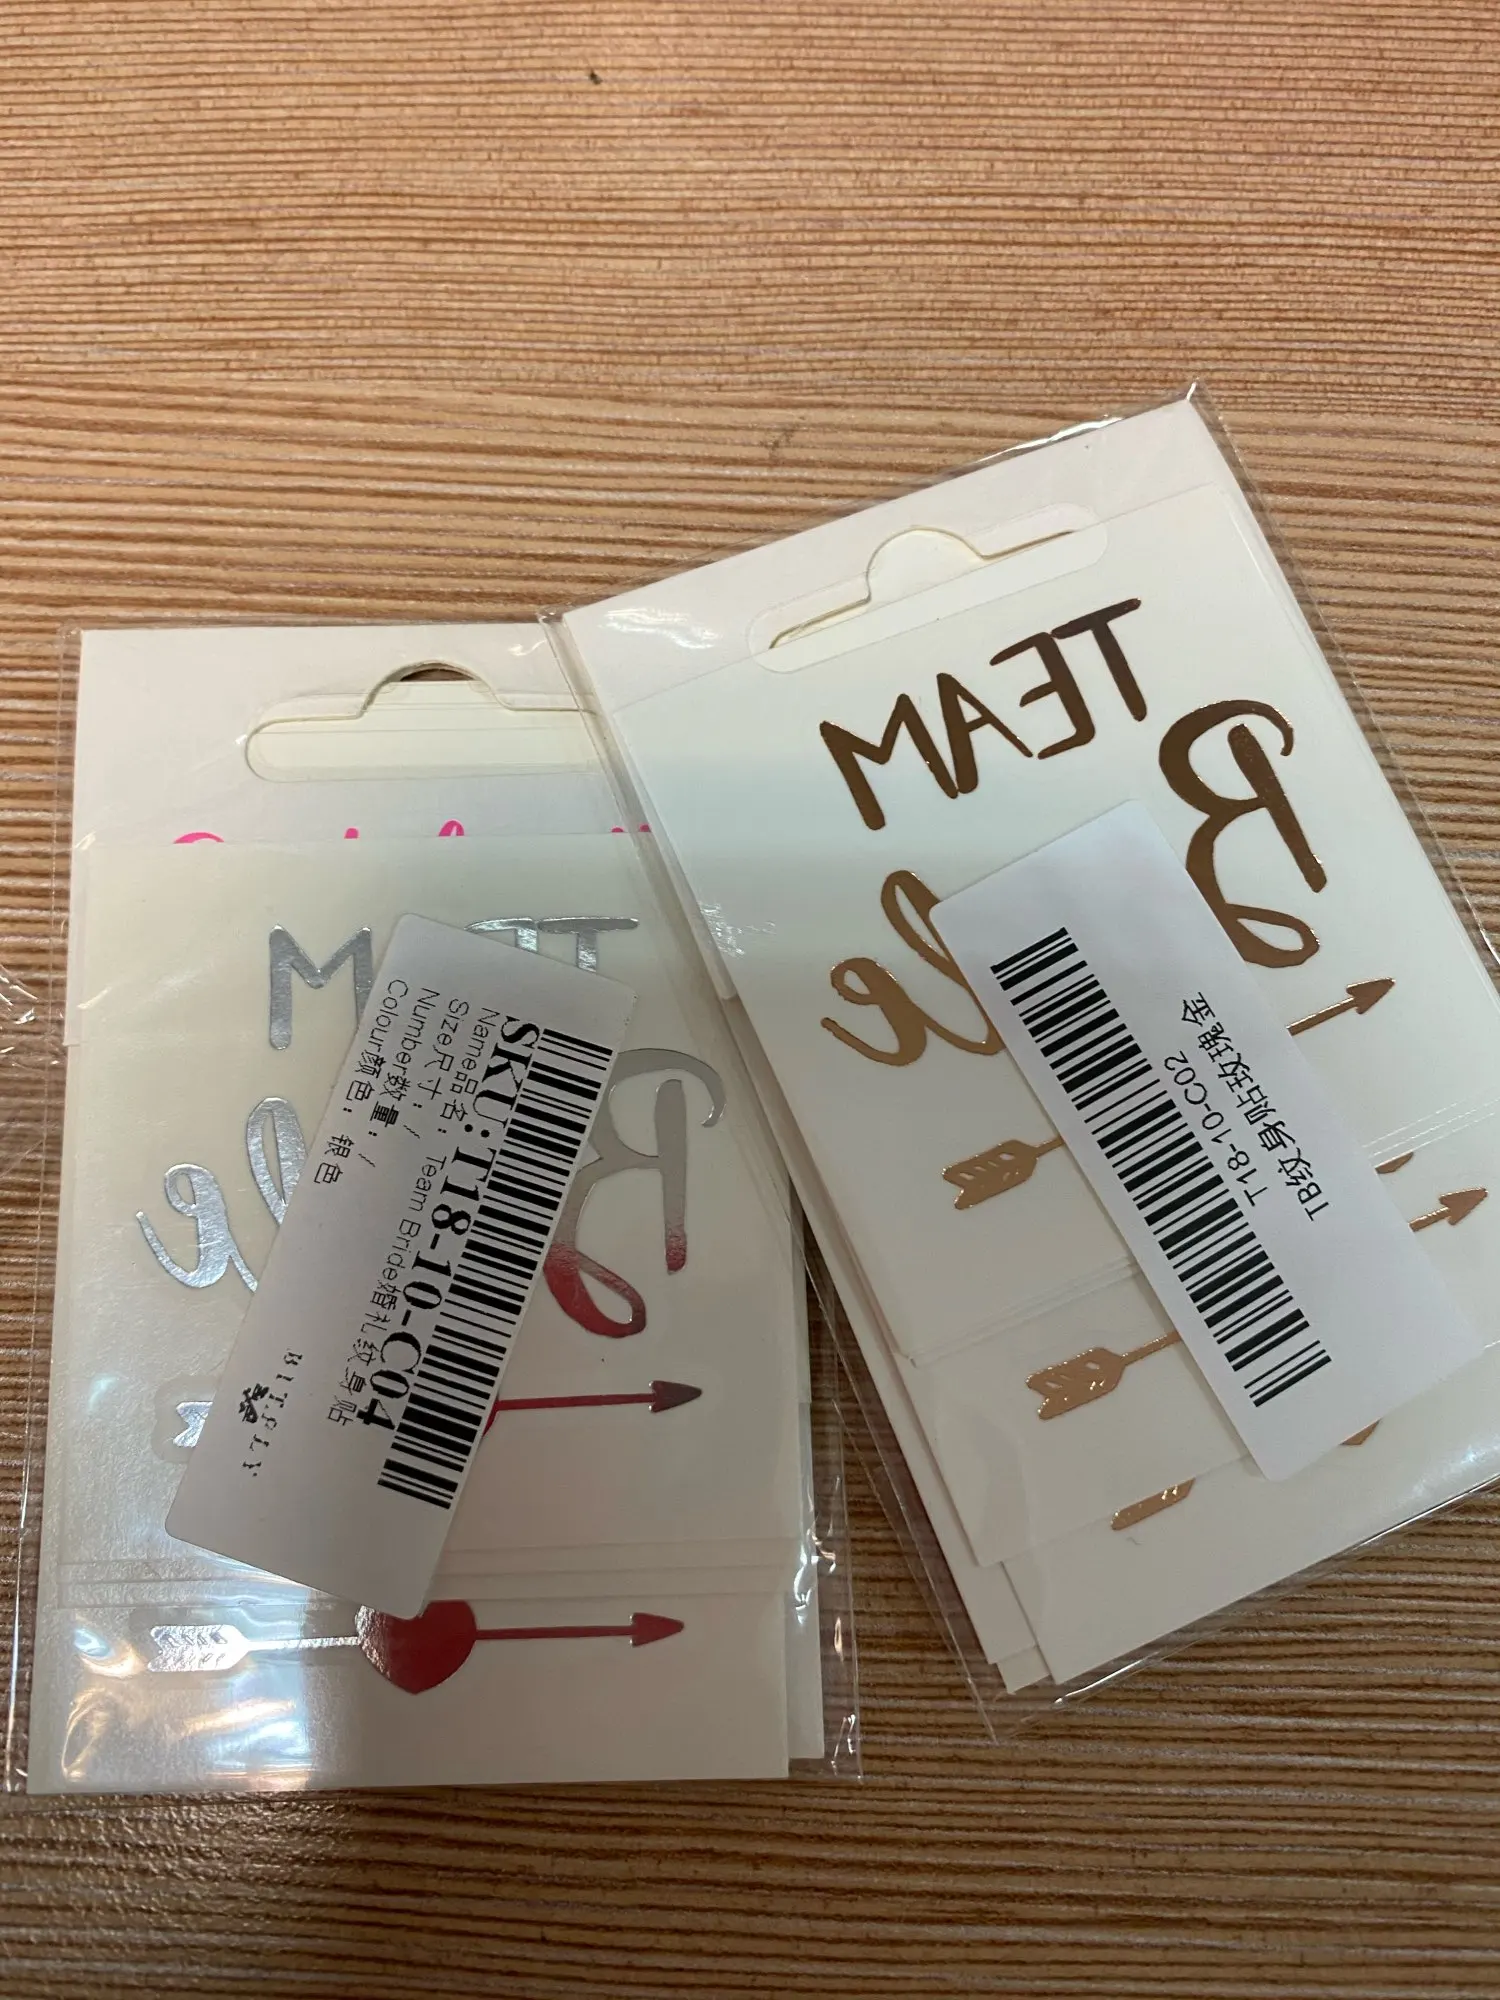 TEAM
B
le
T18-10-C02
TB纹身贴玫瑰金
M
B
le
SKU: T18-10-C04
Name品名: Team Bride婚礼纹身贴
Size尺寸: /
Number数量: /
Colour颜色: 银色
BITFLY